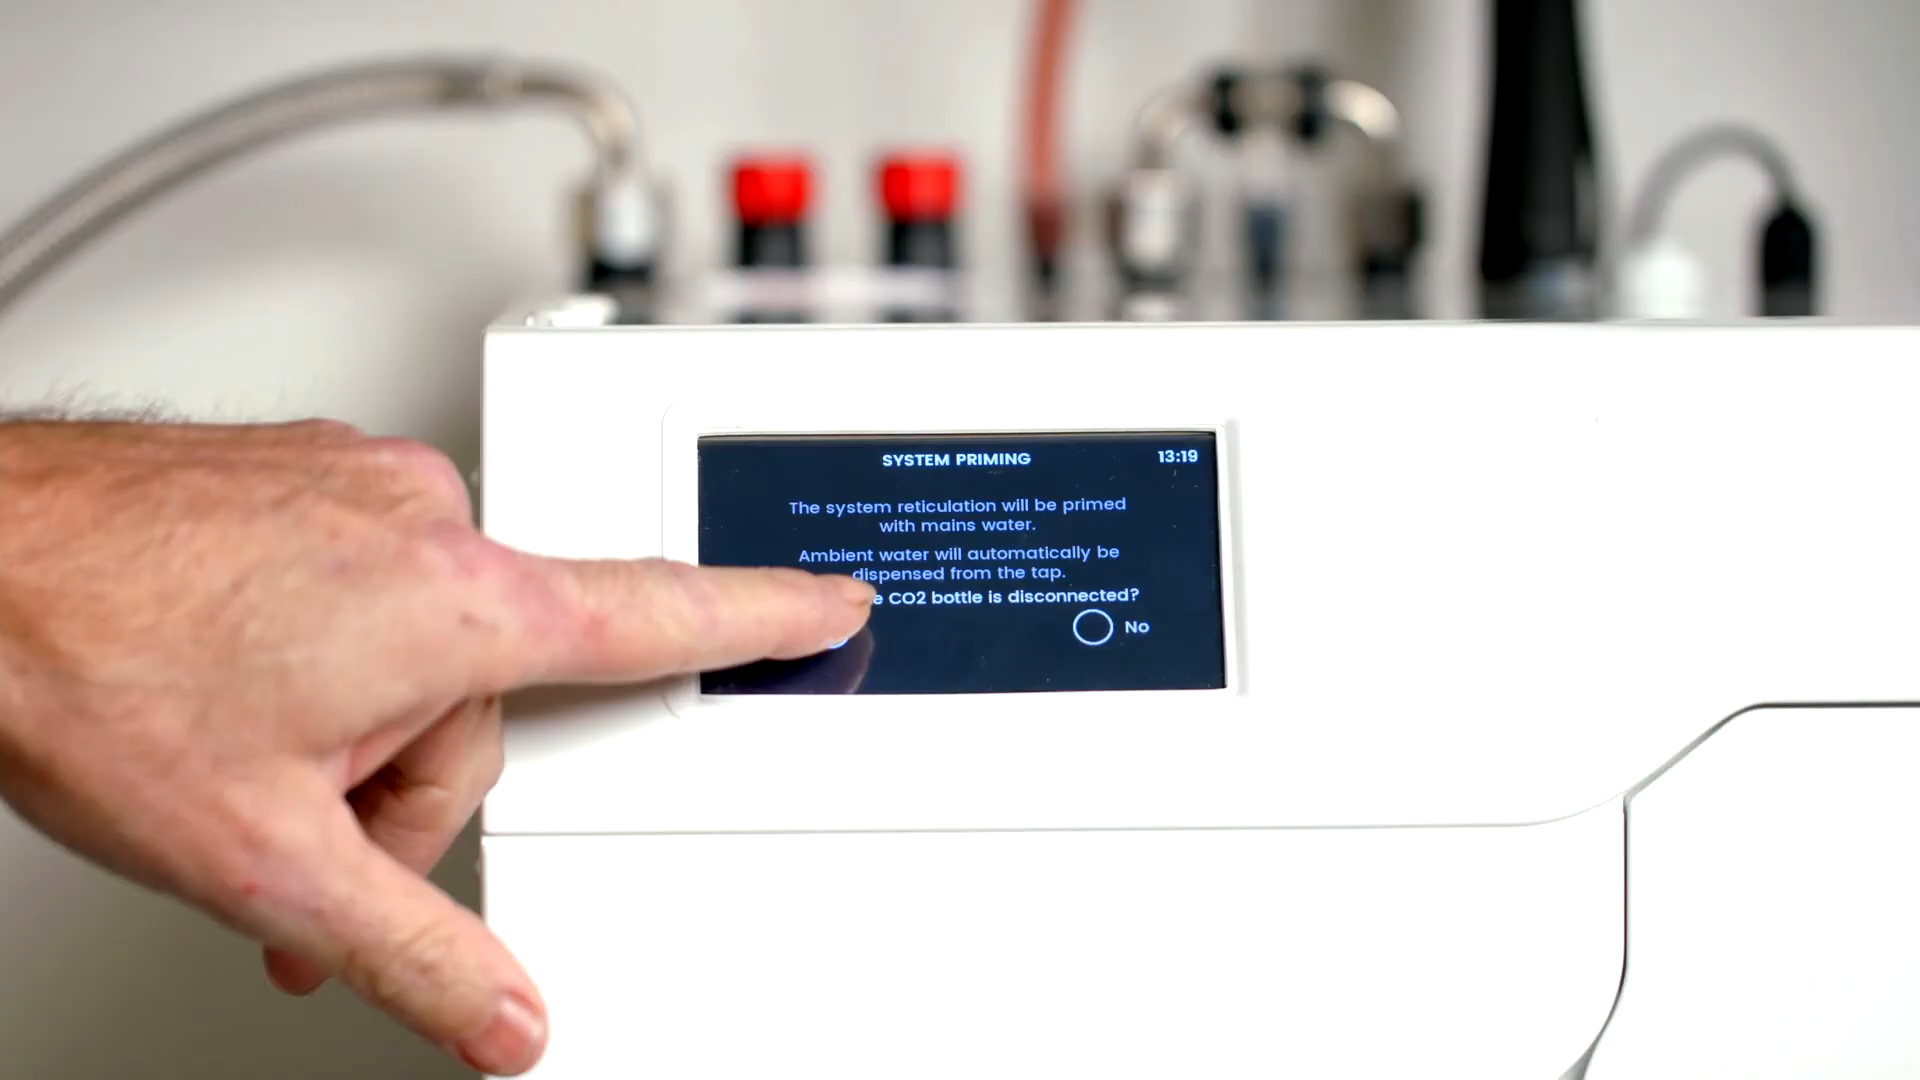 SYSTEM PRIMING
13:19
The system reticulation will be primed
with mains water.
Ambient water will automatically be
dispensed from the tap.
CO2 bottle is disconnected?
No